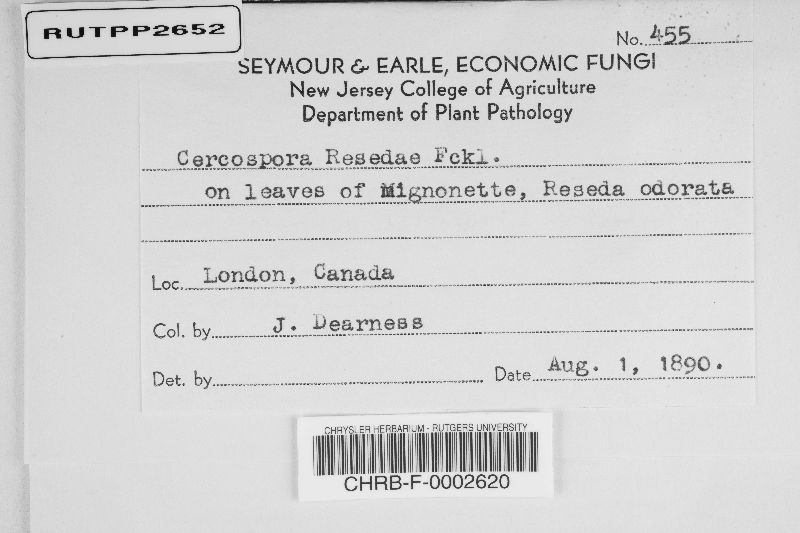 RUTPP2652
No. 455
SEYMOUR & EARLE, ECONOMIC FUNGI
New Jersey College of Agriculture
Department of Plant Pathology
Cercospora Resedae Fckl.
on leaves of Mignonette, Reseda odorata
Loc. London, Canada
Col. by J. Dearness
Det. by
Date Aug. 1, 1890.
CHRYSLER HERBARIUM - RUTGERS UNIVERSITY
CHRB-F-0002620